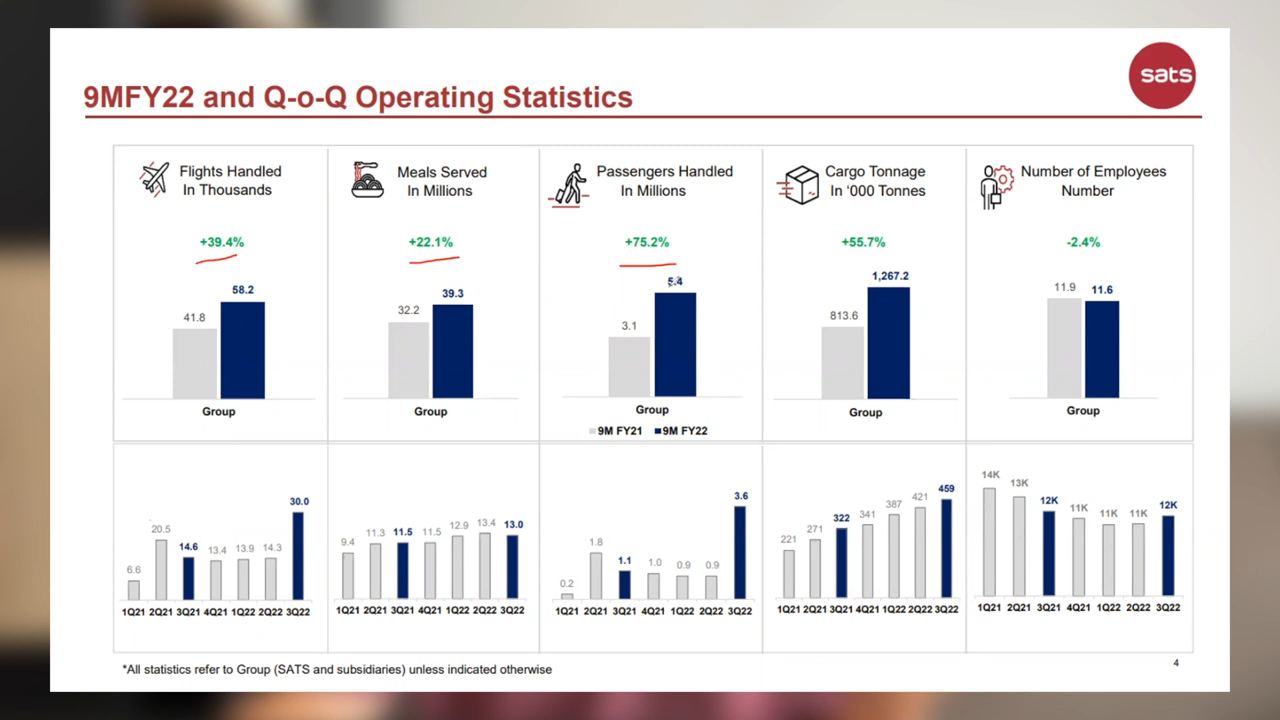 sats
9MFY22 and Q-o-Q Operating Statistics
Flights Handled
In Thousands
+39.4%
41.8
58.2
Group
Meals Served
In Millions
+22.1%
32.2
39.3
Group
Passengers Handled
In Millions
+75.2%
3.1
5.4
Group
9M FY21 9M FY22
Cargo Tonnage
In ‘000 Tonnes
+55.7%
813.6
1,267.2
Group
Number of Employees
Number
-2.4%
11.9
11.6
Group
6.6 20.5 14.6 13.4 13.9 14.3 30.0
1Q21 2Q21 3Q21 4Q21 1Q22 2Q22 3Q22
9.4 11.3 11.5 11.5 12.9 13.4 13.0
1Q21 2Q21 3Q21 4Q21 1Q22 2Q22 3Q22
0.2 1.8 1.1 1.0 0.9 0.9 3.6
1Q21 2Q21 3Q21 4Q21 1Q22 2Q22 3Q22
221 271 322 341 387 421 459
1Q21 2Q21 3Q21 4Q21 1Q22 2Q22 3Q22
14K 13K 12K 11K 11K 11K 12K
1Q21 2Q21 3Q21 4Q21 1Q22 2Q22 3Q22
*All statistics refer to Group (SATS and subsidiaries) unless indicated otherwise
4